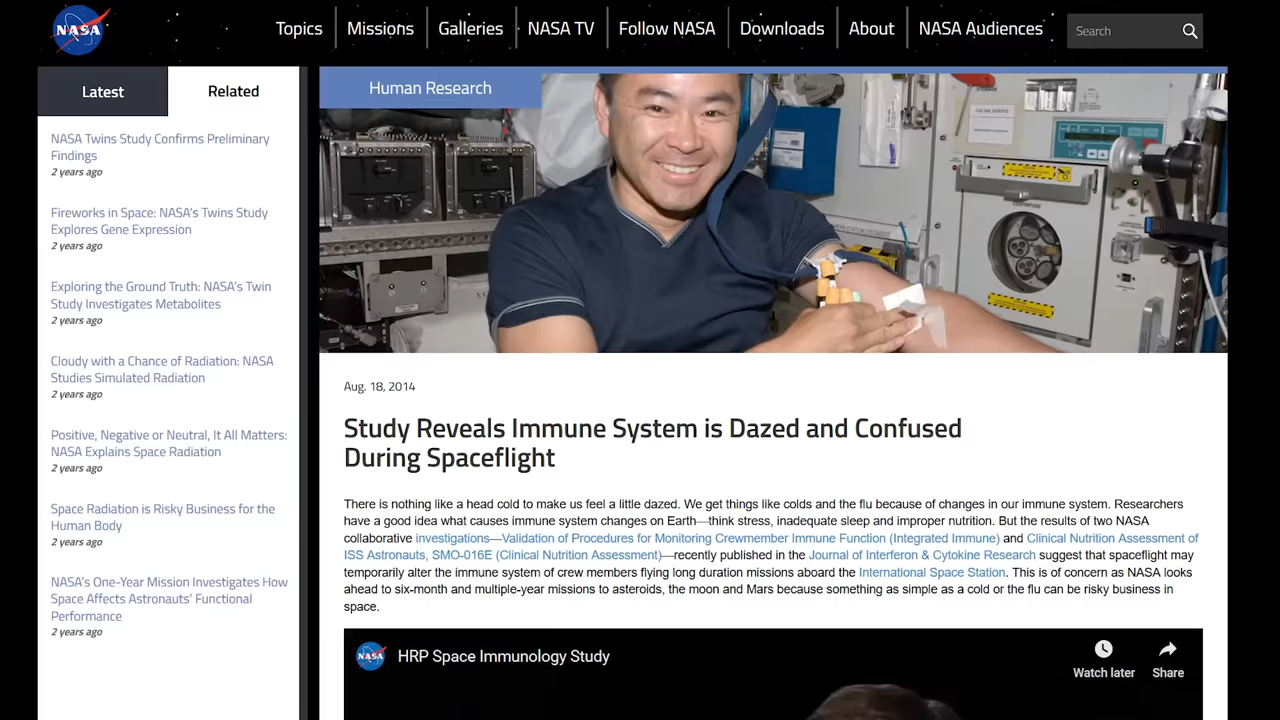 NASA
Topics
Missions
Galleries
NASA TV
Follow NASA
Downloads
About
NASA Audiences
Search
Latest
Related
NASA Twins Study Confirms Preliminary
Findings
2 years ago
Fireworks in Space: NASA's Twins Study
Explores Gene Expression
2 years ago
Exploring the Ground Truth: NASA's Twin
Study Investigates Metabolites
2 years ago
Cloudy with a Chance of Radiation: NASA
Studies Simulated Radiation
2 years ago
Positive, Negative or Neutral, It All Matters:
NASA Explains Space Radiation
2 years ago
Space Radiation is Risky Business for the
Human Body
2 years ago
NASA's One-Year Mission Investigates How
Space Affects Astronauts' Functional
Performance
2 years ago
Human Research
Aug. 18, 2014
Study Reveals Immune System is Dazed and Confused
During Spaceflight
There is nothing like a head cold to make us feel a little dazed. We get things like colds and the flu because of changes in our immune system. Researchers
have a good idea what causes immune system changes on Earth—think stress, inadequate sleep and improper nutrition. But the results of two NASA
collaborative investigations—Validation of Procedures for Monitoring Crewmember Immune Function (Integrated Immune) and Clinical Nutrition Assessment of
ISS Astronauts, SMO-016E (Clinical Nutrition Assessment)—recently published in the Journal of Interferon & Cytokine Research suggest that spaceflight may
temporarily alter the immune system of crew members flying long duration missions aboard the International Space Station. This is of concern as NASA looks
ahead to six-month and multiple-year missions to asteroids, the moon and Mars because something as simple as a cold or the flu can be risky business in
space.
NASA
HRP Space Immunology Study
Watch later
Share